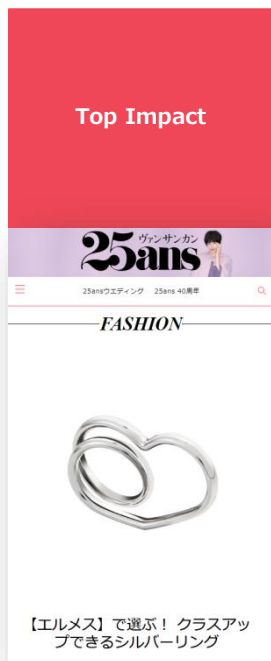 Top Impact
ヴァンサンカン
25ans
25ansウエディング 25ans 40周年
FASHION
【エルメス】で選ぶ！ クラスアッ
プできるシルバーリング